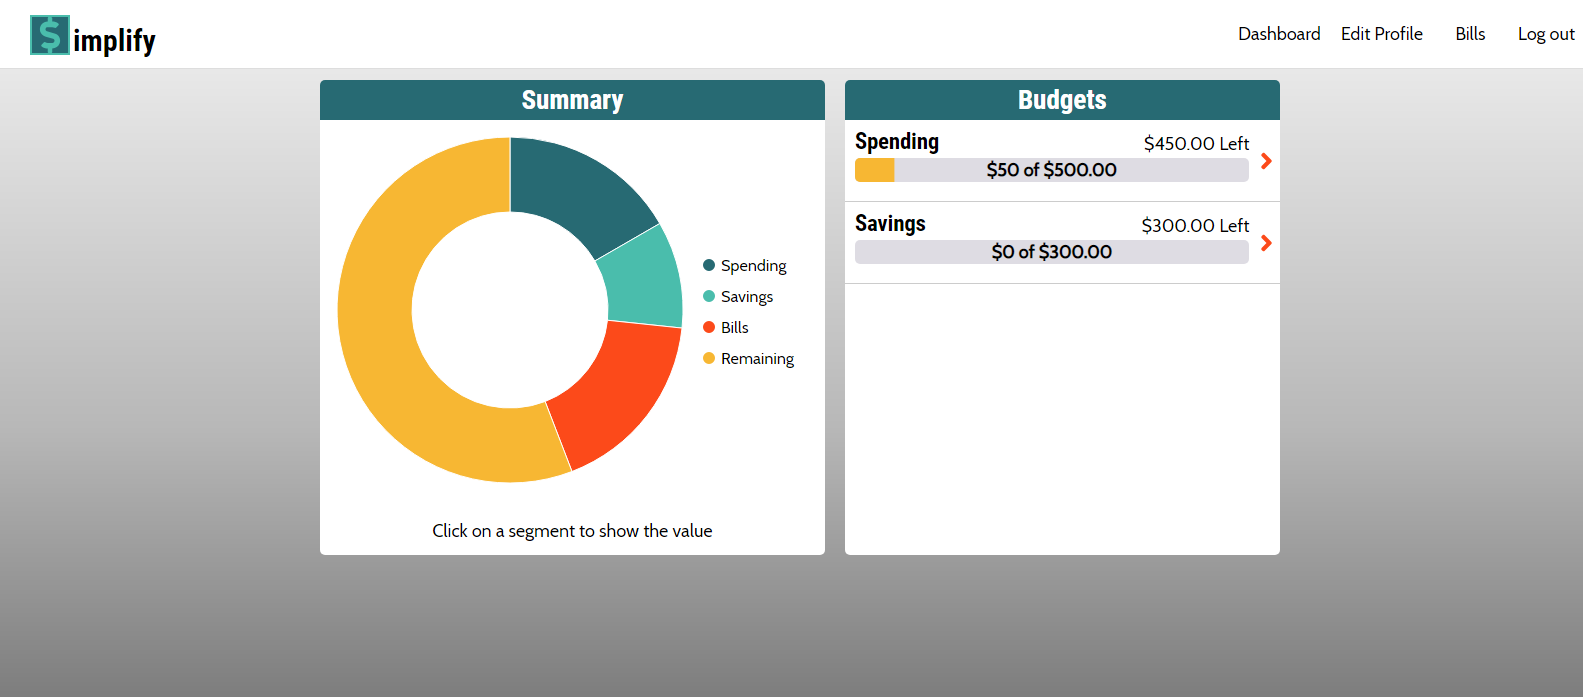 $implify
Dashboard
Edit Profile
Bills
Log out
Summary
Spending
Savings
Bills
Remaining
Click on a segment to show the value
Budgets
Spending
$450.00 Left
$50 of $500.00
Savings
$300.00 Left
$0 of $300.00